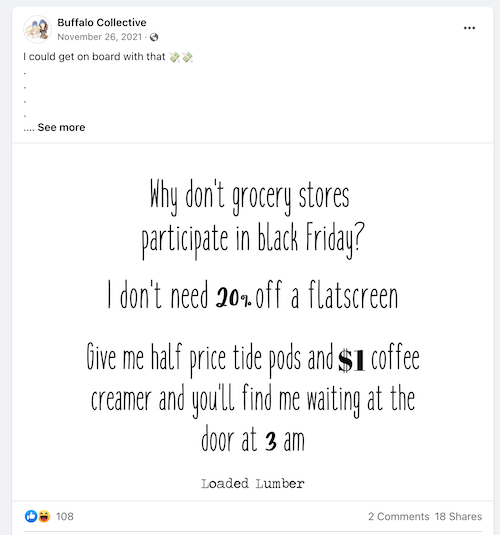 Buffalo Collective
November 26, 2021 ·
I could get on board with that 💸💸
.
.
.
.
.... See more
Why don't grocery stores
participate in black Friday?
I don't need 20% off a flatscreen
Give me half price tide pods and $1 coffee
creamer and you'll find me waiting at the
door at 3 am
Loaded Lumber
108
2 Comments 18 Shares